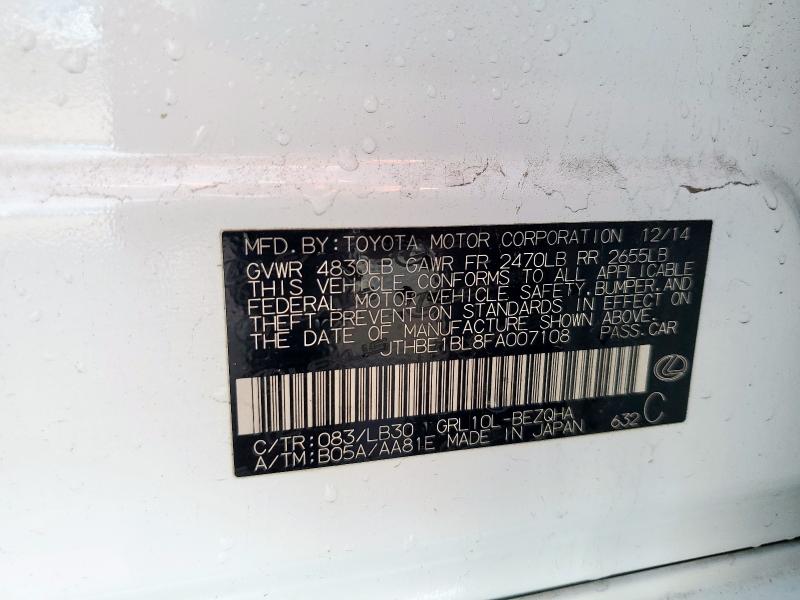 MFD. BY: TOYOTA MOTOR CORPORATION 12/14
GVWR 4830LB GAWR FR 2470LB RR 2655LB
THIS VEHICLE CONFORMS TO ALL APPLICABLE
FEDERAL MOTOR VEHICLE SAFETY, BUMPER, AND
THEFT PREVENTION STANDARDS IN EFFECT ON
THE DATE OF MANUFACTURE SHOWN ABOVE.
JTHBE1BL8FA007108 PASS. CAR
C/TR: 083/LB30 GRL10L-BEZQHA 632 C
A/TM: B05A/AA81E MADE IN JAPAN